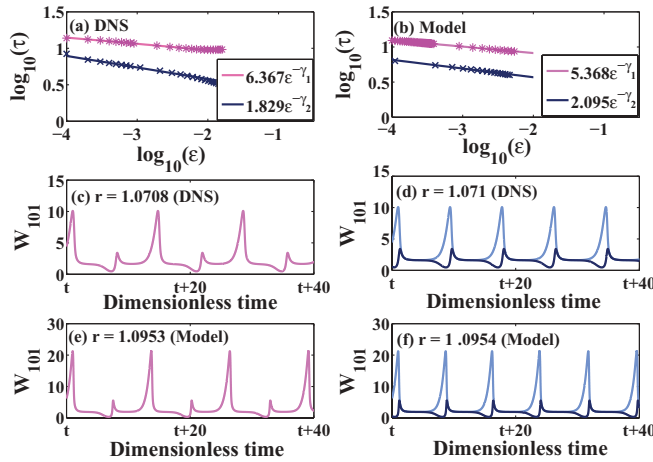 (a) DNS
log₁₀(τ)
1.5
1
0.5
0
6.367ε^{-γ₁}
1.829ε^{-γ₂}
-4 -3 -2 -1
log₁₀(ε)
(b) Model
log₁₀(τ)
1.5
1
0.5
0
5.368ε^{-γ₁}
2.095ε^{-γ₂}
-4 -3 -2 -1
log₁₀(ε)
(c) r = 1.0708 (DNS)
W₁₀₁
15
10
5
0
t t+20 t+40
Dimensionless time
(d) r = 1.071 (DNS)
W₁₀₁
15
10
5
0
t t+20 t+40
Dimensionless time
(e) r = 1.0953 (Model)
W₁₀₁
30
20
10
0
t t+20 t+40
Dimensionless time
(f) r = 1 .0954 (Model)
W₁₀₁
30
20
10
0
t t+20 t+40
Dimensionless time